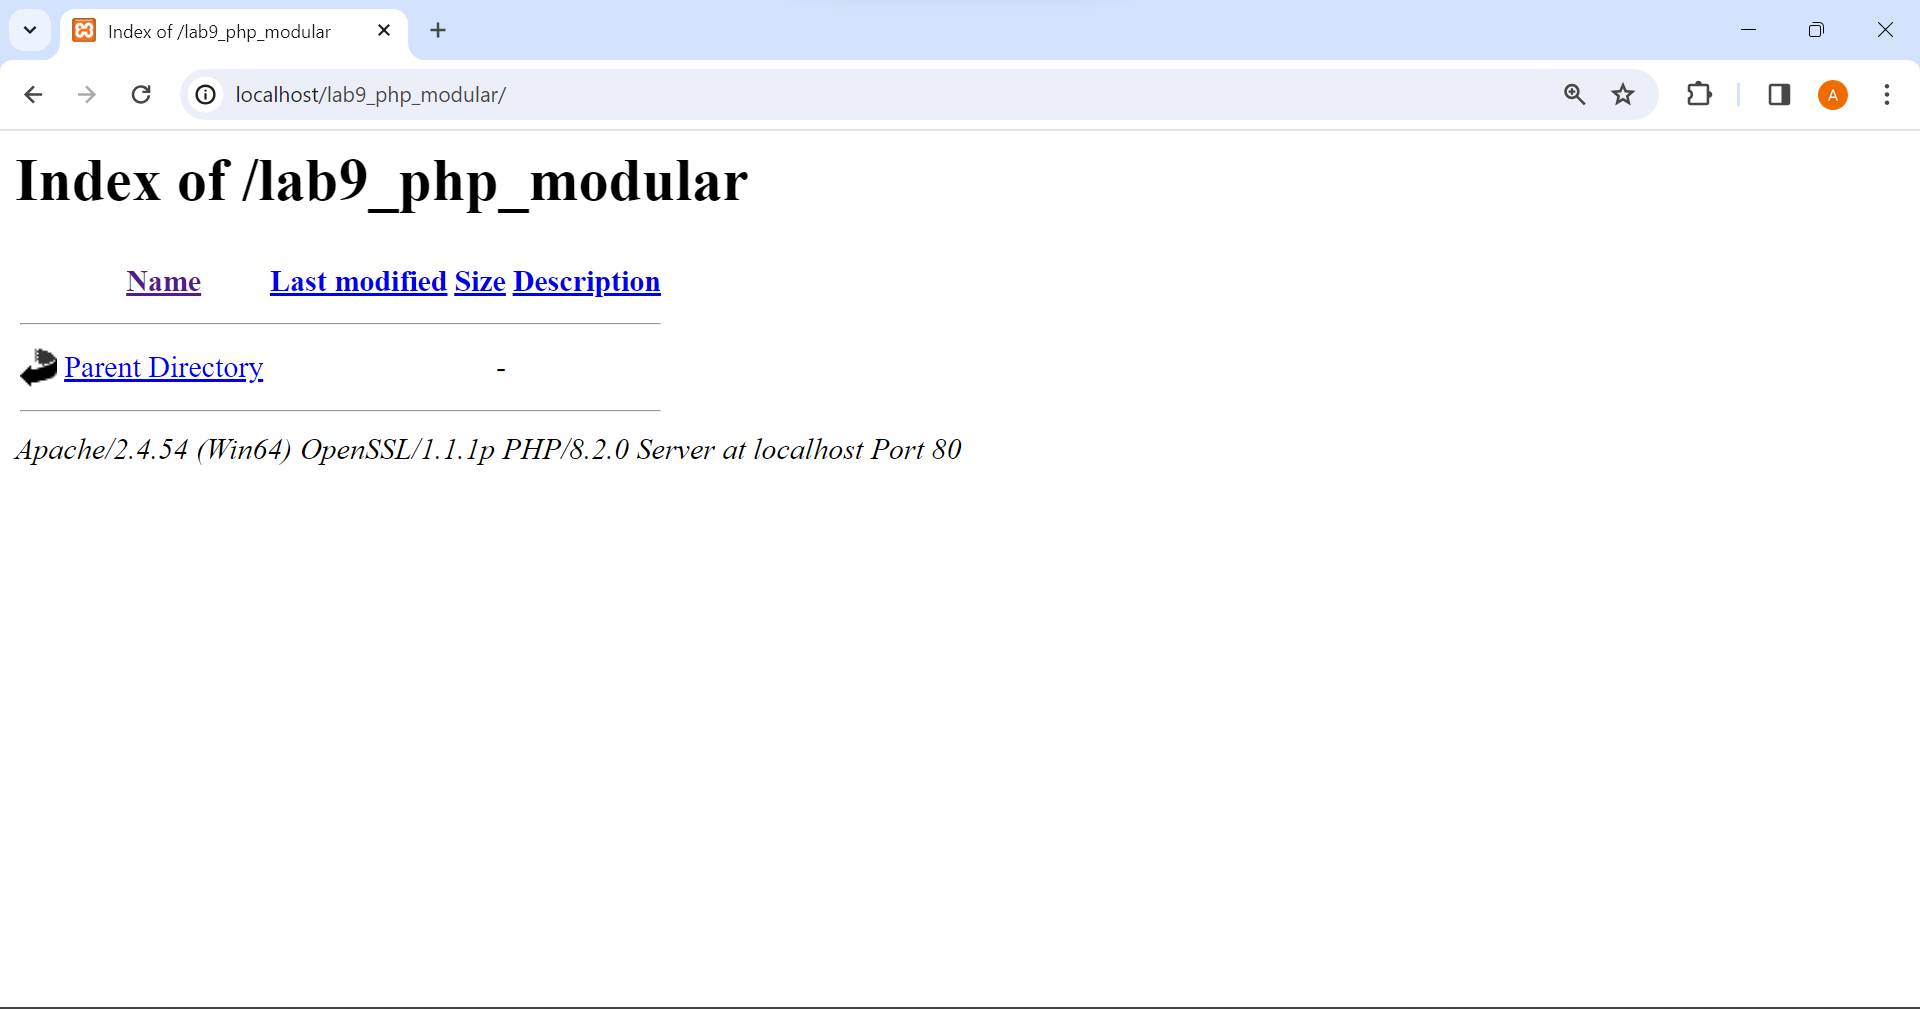 Index of /lab9_php_modular
localhost/lab9_php_modular/
A
Index of /lab9_php_modular
Name Last modified Size Description
Parent Directory -
Apache/2.4.54 (Win64) OpenSSL/1.1.1p PHP/8.2.0 Server at localhost Port 80